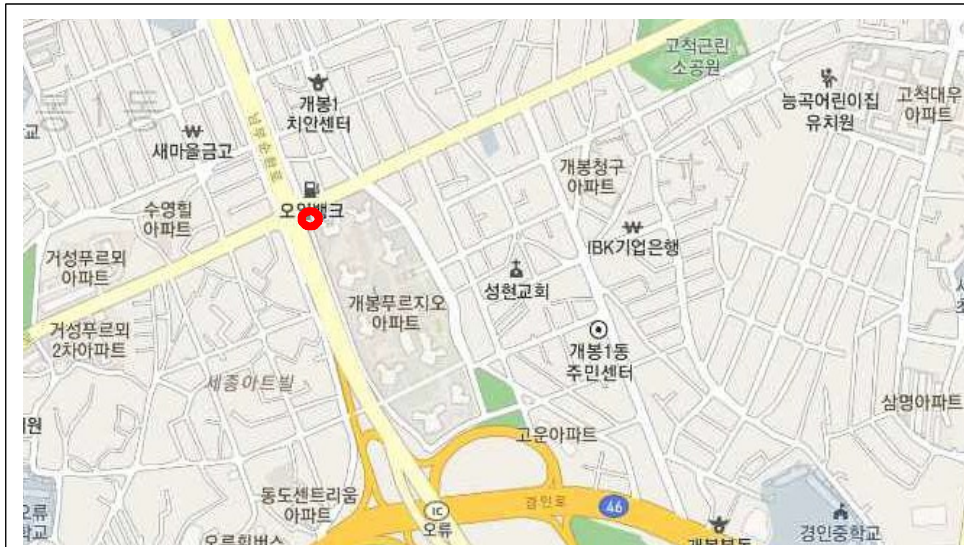 고척근린
소공원
개봉1
치안센터
능곡어린이집
유치원
고척대우
아파트
새마을금고
개봉청구
아파트
수영힐
아파트
IBK기업은행
거성푸르뫼
아파트
성현교회
개봉푸르지오
아파트
거성푸르뫼
2차아파트
개봉1동
주민센터
세종아트빌
삼명아파트
고운아파트
동도센트리움
아파트
IC
오류
경인로
46
경인중학교
오류
학교